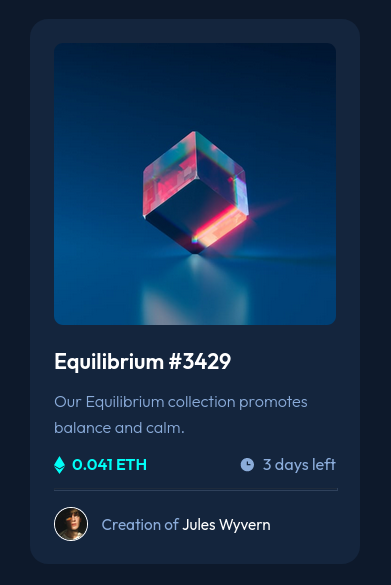 Equilibrium #3429
Our Equilibrium collection promotes
balance and calm.
0.041 ETH
3 days left
Creation of Jules Wyvern